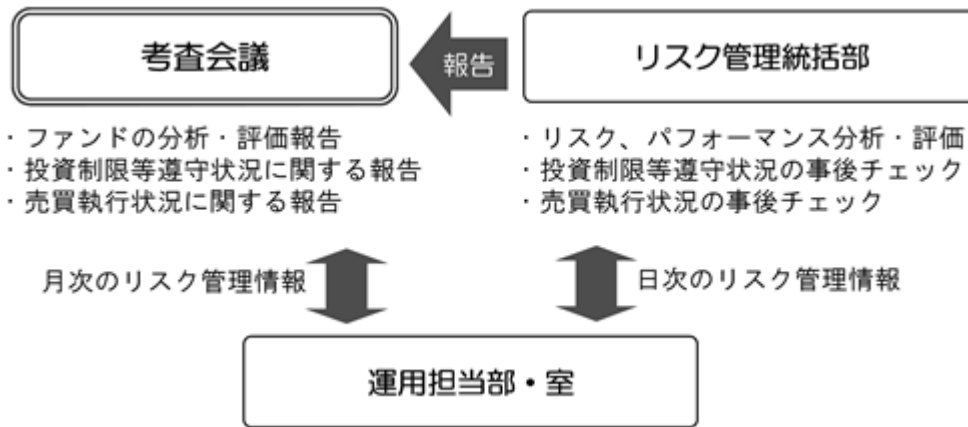 考査会議
報告
リスク管理統括部
・ファンドの分析・評価報告
・投資制限等遵守状況に関する報告
・売買執行状況に関する報告
・リスク、パフォーマンス分析・評価
・投資制限等遵守状況の事後チェック
・売買執行状況の事後チェック
月次のリスク管理情報
日次のリスク管理情報
運用担当部・室